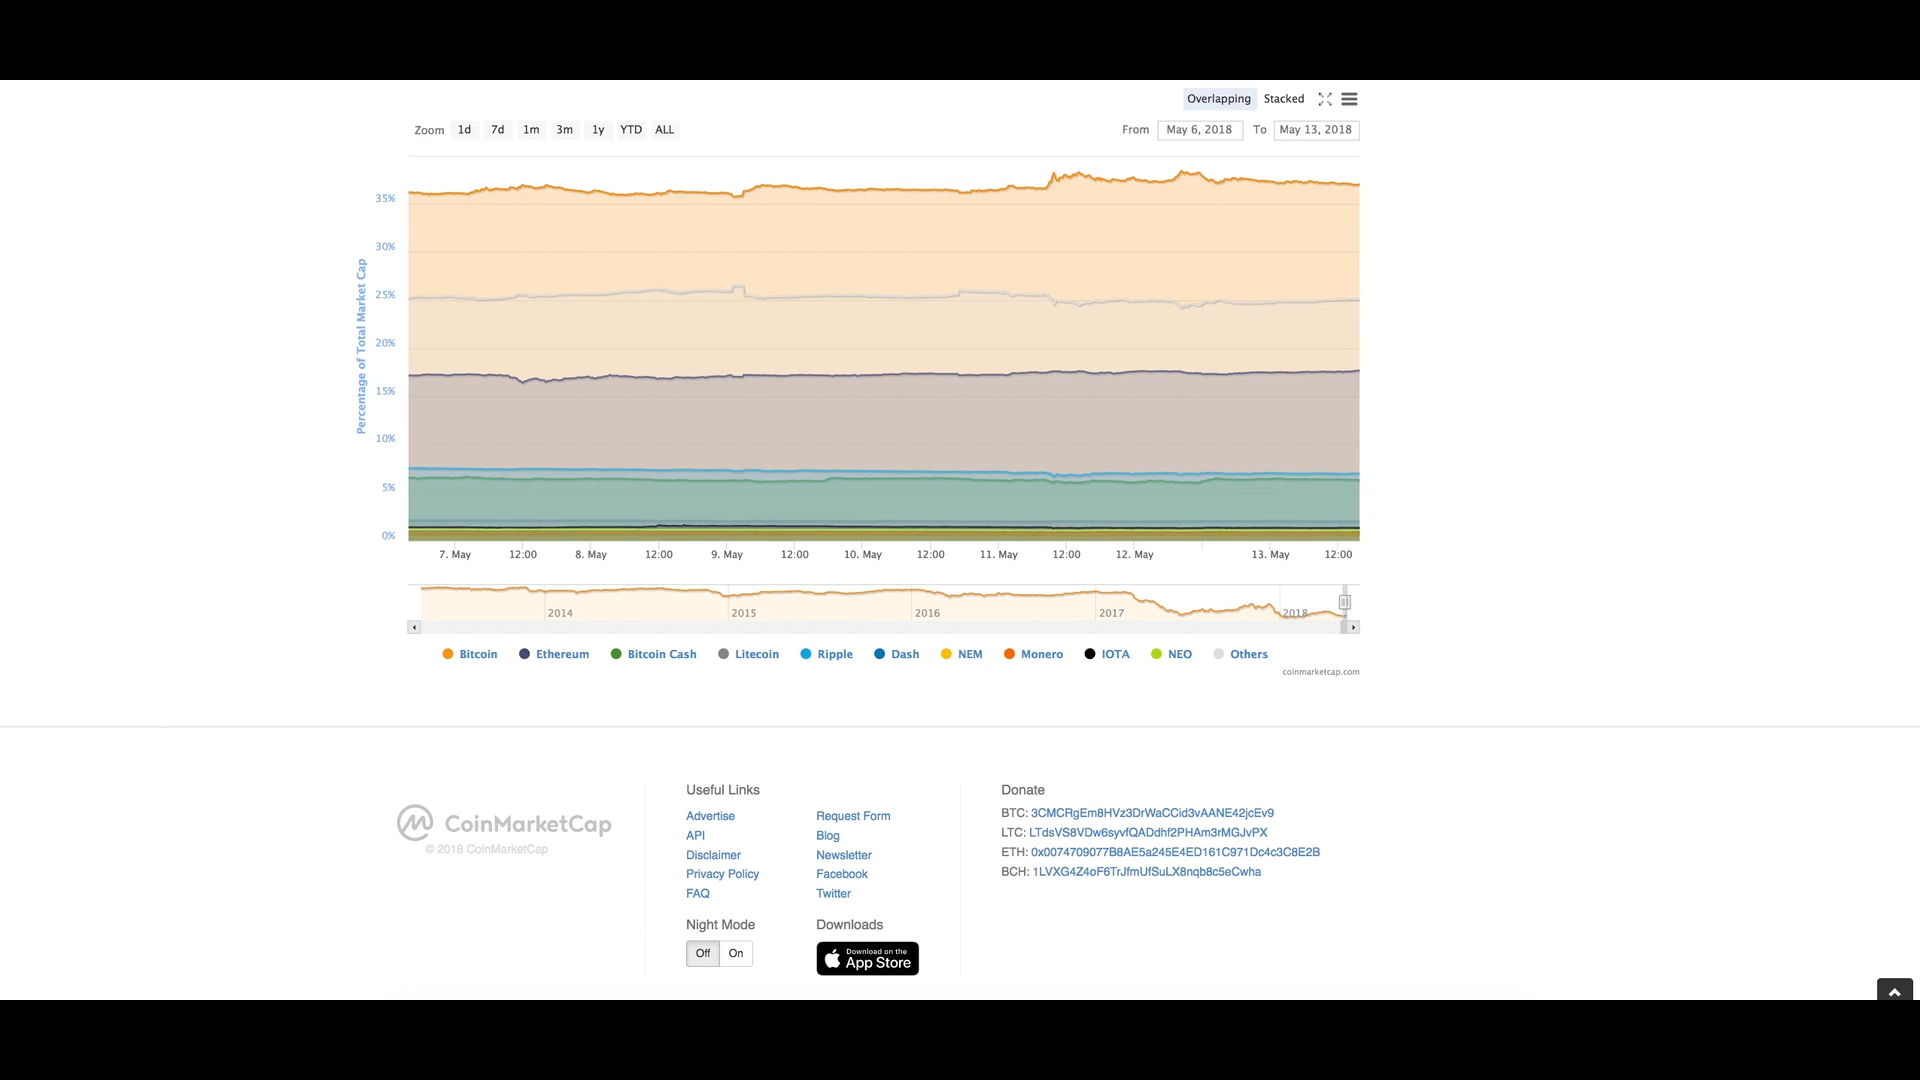 Overlapping Stacked
Zoom 1d 7d 1m 3m 1y YTD ALL
From May 6, 2018 To May 13, 2018
Percentage of Total Market Cap
35%
30%
25%
20%
15%
10%
5%
0%
7. May 12:00 8. May 12:00 9. May 12:00 10. May 12:00 11. May 12:00 12. May 13. May 12:00
2014 2015 2016 2017 2018
Bitcoin Ethereum Bitcoin Cash Litecoin Ripple Dash NEM Monero IOTA NEO Others
coinmarketcap.com
CoinMarketCap
© 2018 CoinMarketCap
Useful Links
Advertise
API
Disclaimer
Privacy Policy
FAQ
Request Form
Blog
Newsletter
Facebook
Twitter
Night Mode
Off On
Downloads
Download on the
App Store
Donate
BTC: 3CMCRgEm8HVz3DrWaCCid3vAANE42jcEv9
LTC: LTdsVS8VDw6syvfQADdhf2PHAm3rMGJvPX
ETH: 0x0074709077B8AE5a245E4ED161C971Dc4c3C8E2B
BCH: 1LVXG4Z4oF6TrJfmUfSuLX8nqb8c5eCwha